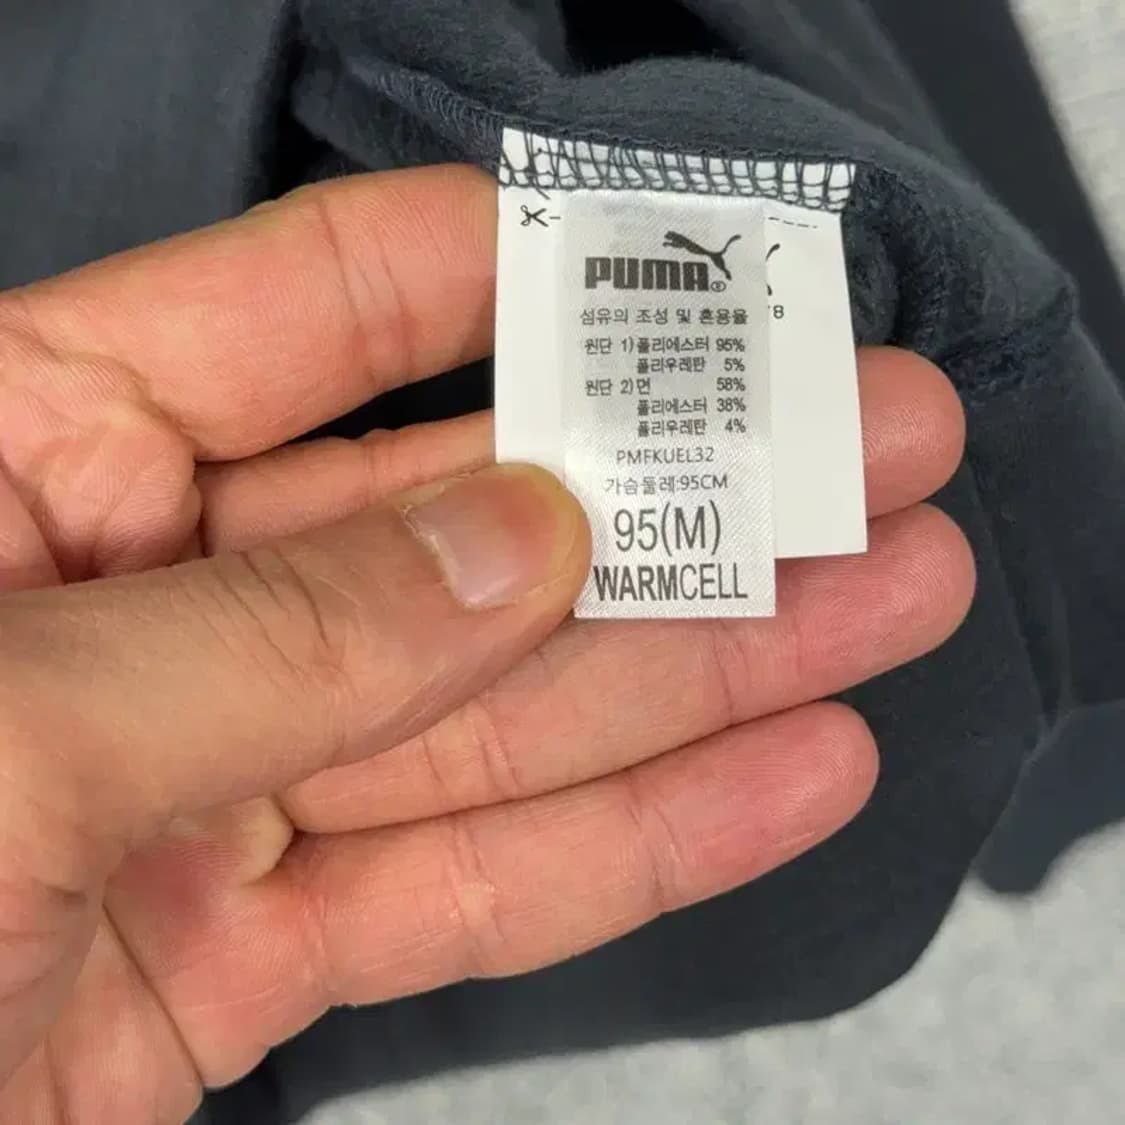 PUMA®
섬유의 조성 및 혼용율
원단 1) 폴리에스터 95%
폴리우레탄 5%
원단 2) 면 58%
폴리에스터 38%
폴리우레탄 4%
PMFKUEL32
가슴둘레:95CM
95(M)
WARMCELL